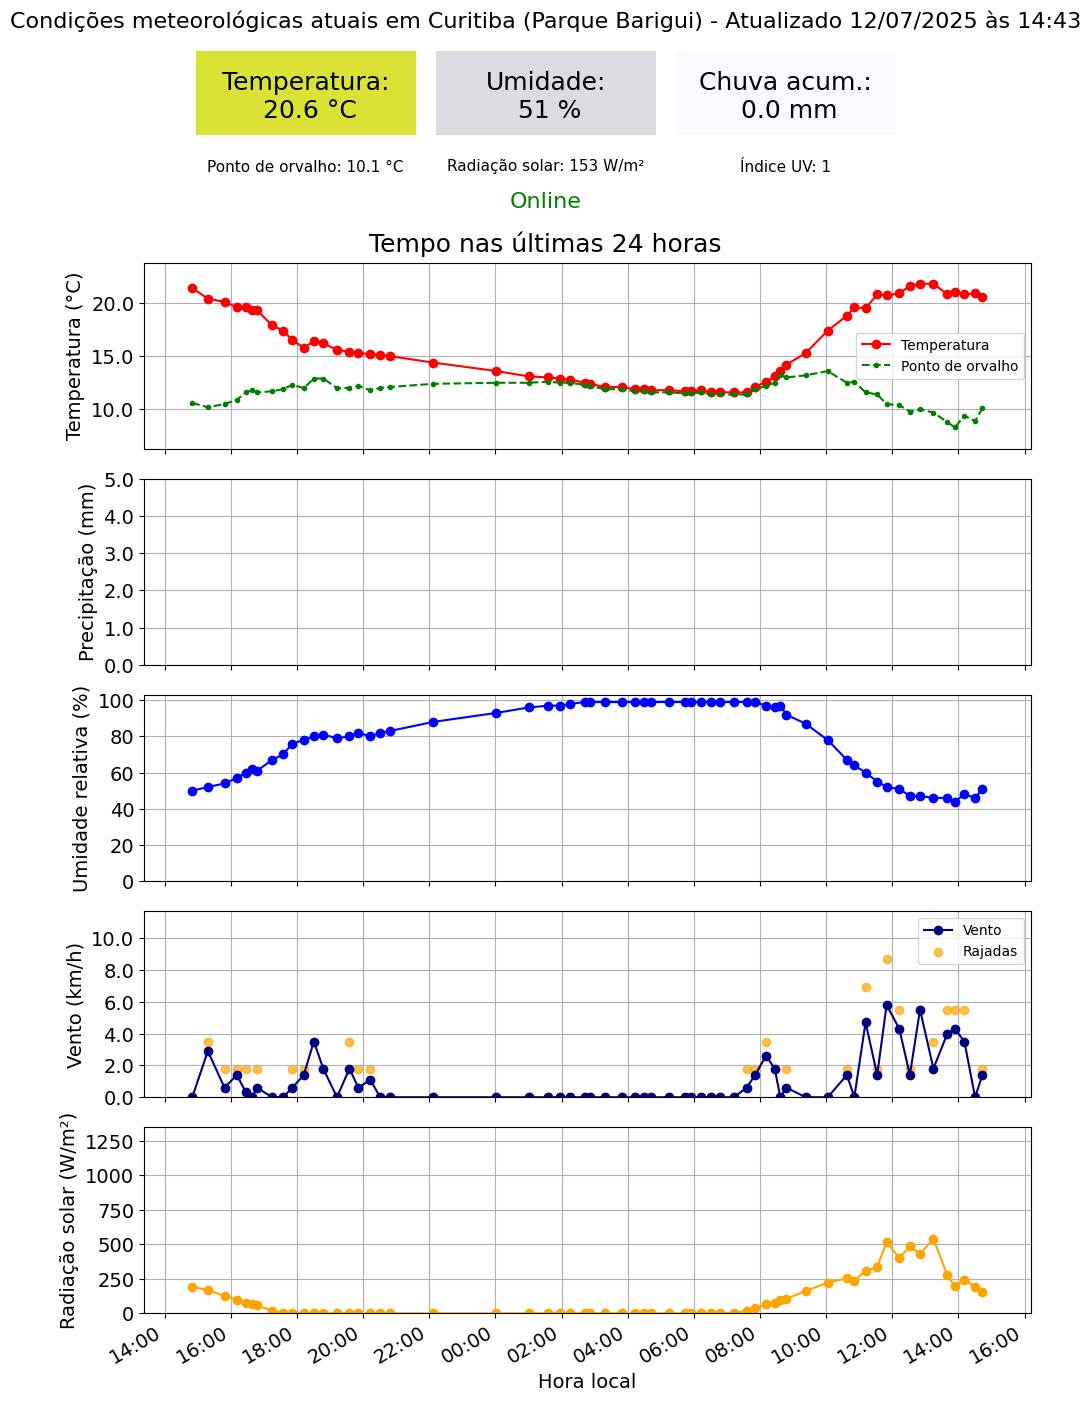 Condições meteorológicas atuais em Curitiba (Parque Barigui) - Atualizado 12/07/2025 às 14:43
Temperatura:
20.6 °C
Umidade:
51 %
Chuva acum.:
0.0 mm
Ponto de orvalho: 10.1 °C
Radiação solar: 153 W/m²
Índice UV: 1
Online
Tempo nas últimas 24 horas
Temperatura (°C)
20.0
15.0
10.0
Temperatura
Ponto de orvalho
Precipitação (mm)
5.0
4.0
3.0
2.0
1.0
0.0
Umidade relativa (%)
100
80
60
40
20
0
Vento (km/h)
10.0
8.0
6.0
4.0
2.0
0.0
Vento
Rajadas
Radiação solar (W/m²)
1250
1000
750
500
250
0
14:00
16:00
18:00
20:00
22:00
00:00
02:00
04:00
06:00
08:00
10:00
12:00
14:00
16:00
Hora local